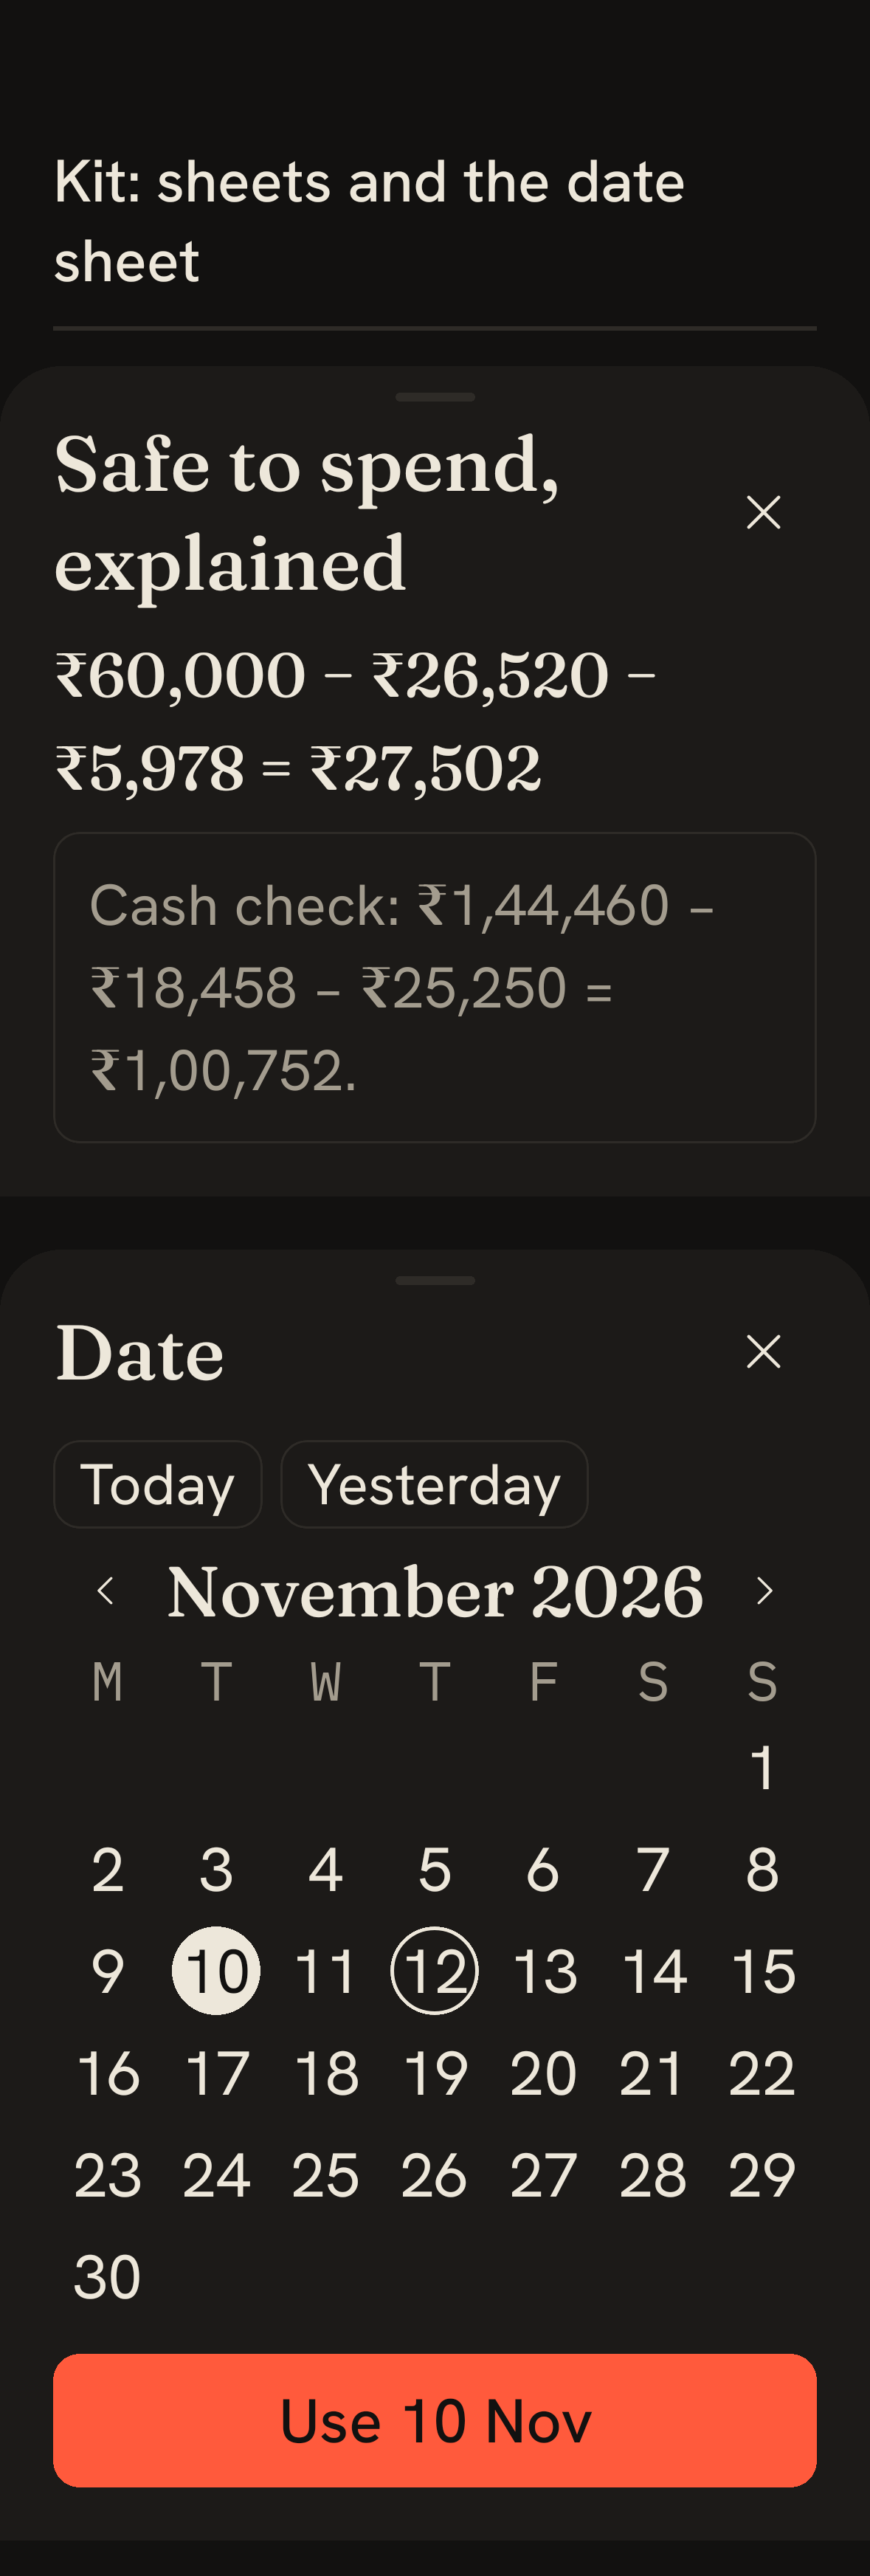 Kit: sheets and the date
sheet
Safe to spend,
explained
₹60,000 − ₹26,520 −
₹5,978 = ₹27,502
Cash check: ₹1,44,460 −
₹18,458 − ₹25,250 =
₹1,00,752.
Date
Today Yesterday
November 2026
M T W T F S S
1
2 3 4 5 6 7 8
9 10 11 12 13 14 15
16 17 18 19 20 21 22
23 24 25 26 27 28 29
30
Use 10 Nov